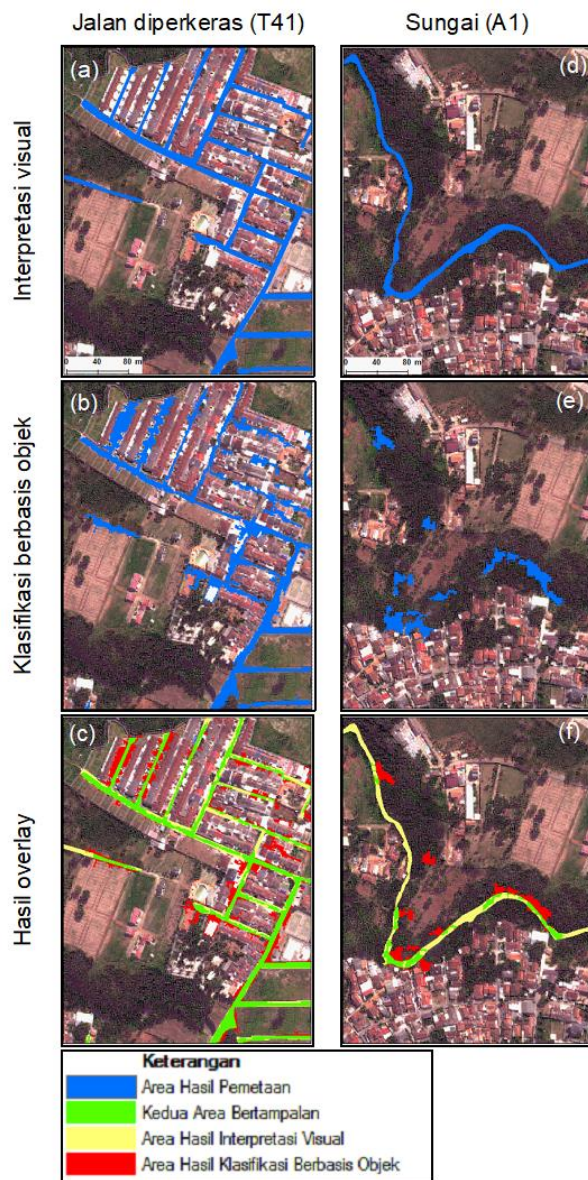 Jalan diperkeras (T41) Sungai (A1)
Interpretasi visual
(a) (d)
0 40 80 m 0 40 80 m
Klasifikasi berbasis objek
(b) (e)
Hasil overlay
(c) (f)
Keterangan
Area Hasil Pemetaan
Kedua Area Bertampalan
Area Hasil Interpretasi Visual
Area Hasil Klasifikasi Berbasis Objek